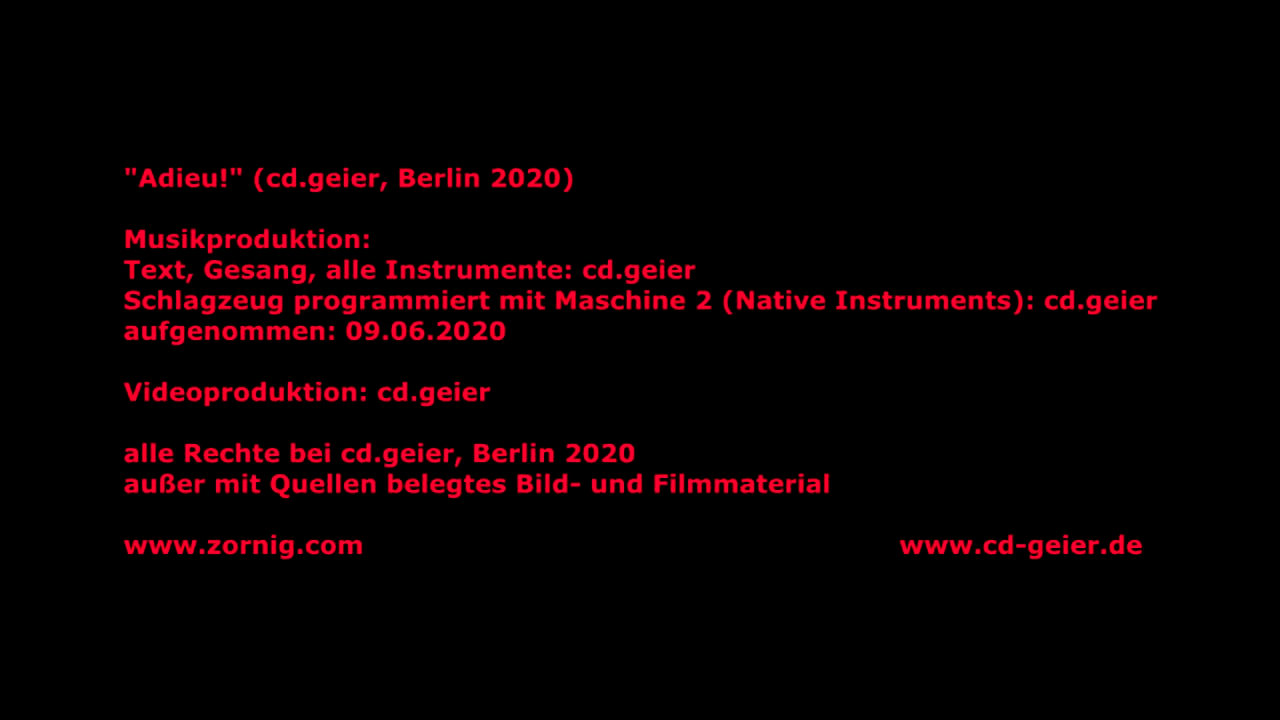 "Adieu!" (cd.geier, Berlin 2020)
Musikproduktion:
Text, Gesang, alle Instrumente: cd.geier
Schlagzeug programmiert mit Maschine 2 (Native Instruments): cd.geier
aufgenommen: 09.06.2020
Videoproduktion: cd.geier
alle Rechte bei cd.geier, Berlin 2020
außer mit Quellen belegtes Bild- und Filmmaterial
www.zornig.com www.cd-geier.de